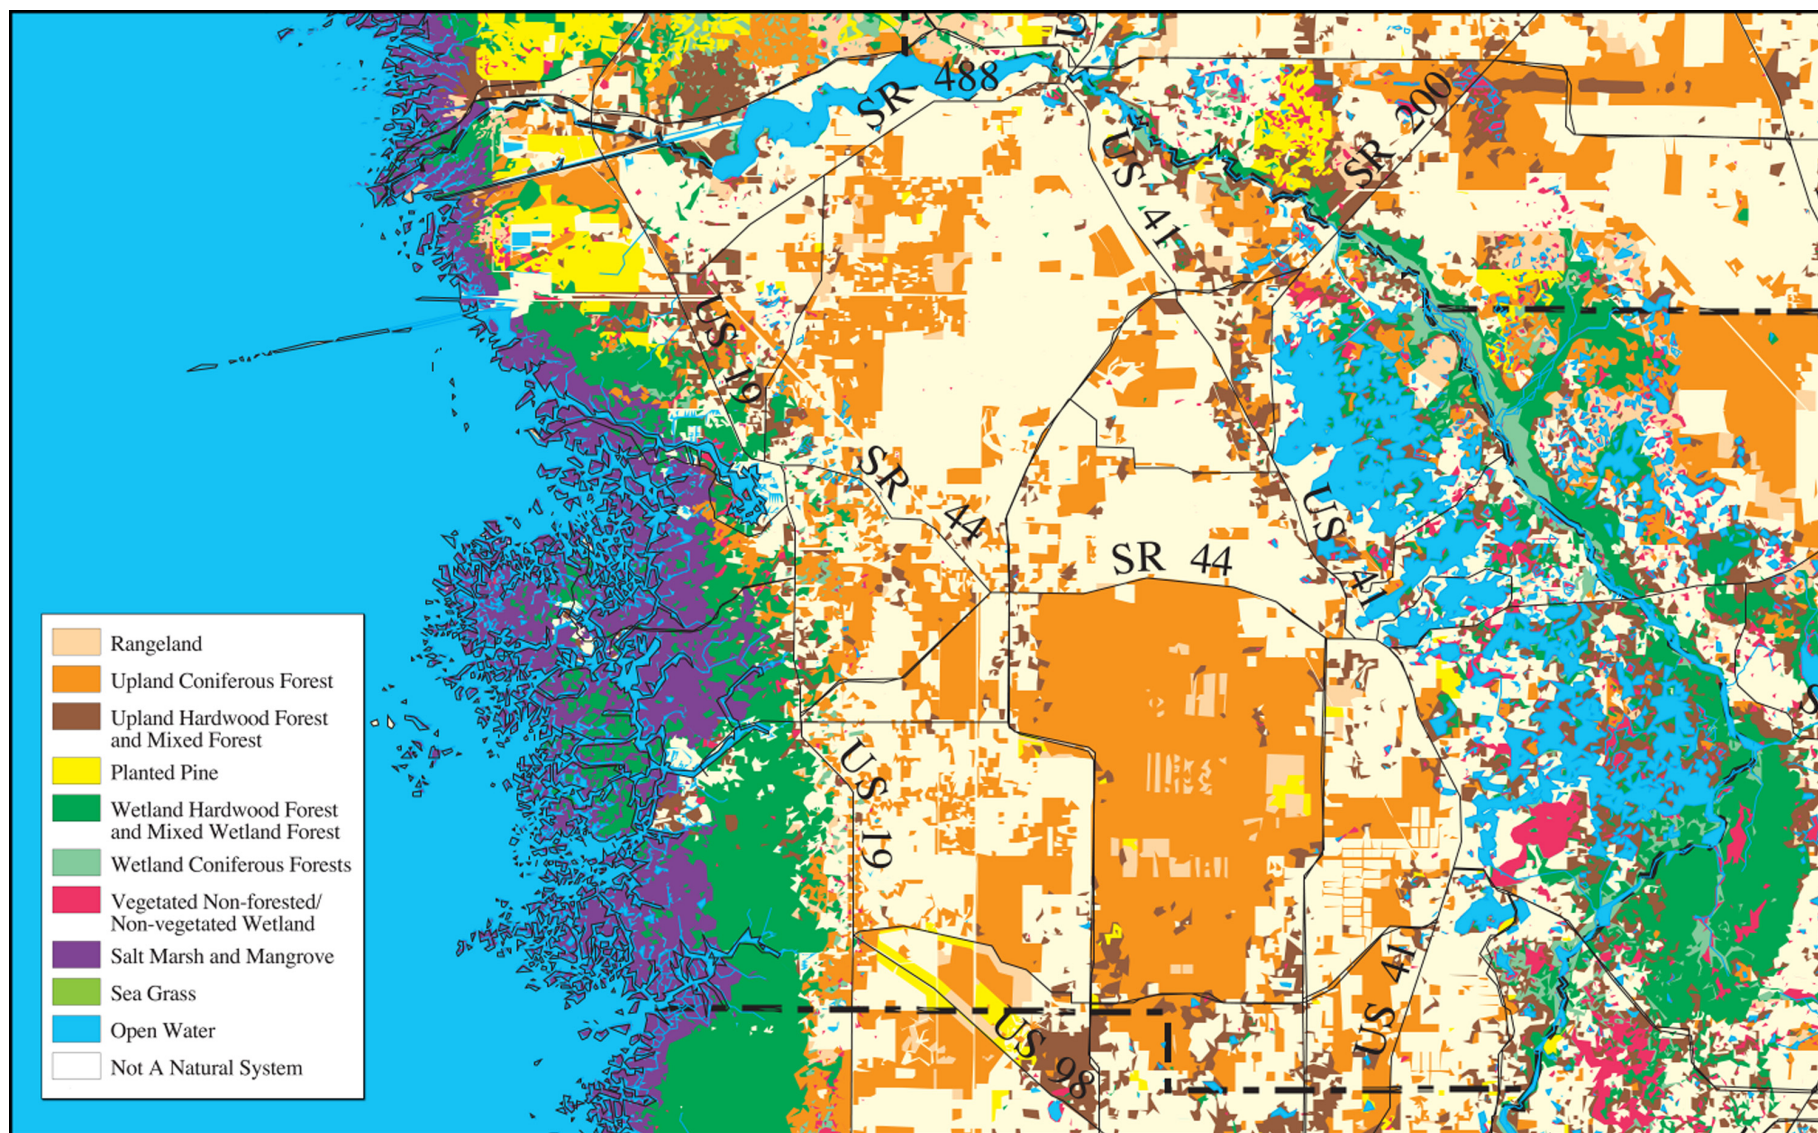 SR 488
SR 200
US 41
US 19
SR 44
SR 44
US 41
US 19
US 41
US 98
Rangeland
Upland Coniferous Forest
Upland Hardwood Forest
and Mixed Forest
Planted Pine
Wetland Hardwood Forest
and Mixed Wetland Forest
Wetland Coniferous Forests
Vegetated Non-forested/
Non-vegetated Wetland
Salt Marsh and Mangrove
Sea Grass
Open Water
Not A Natural System